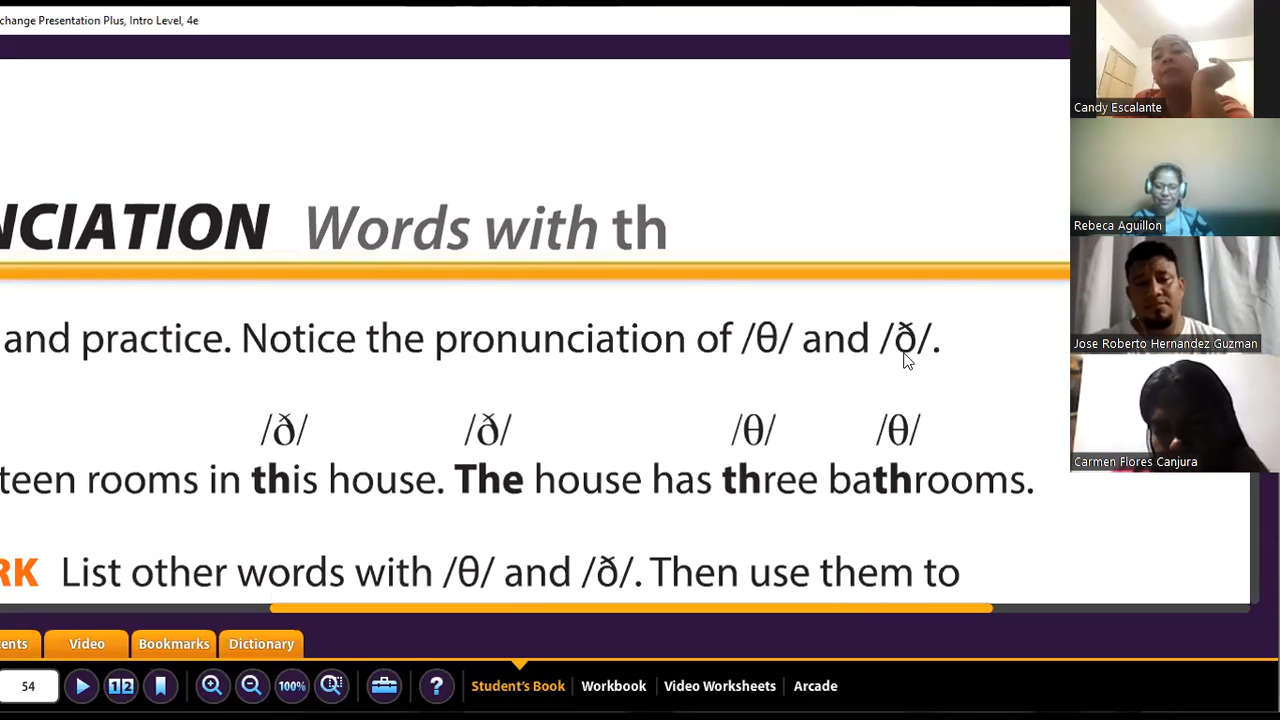 change Presentation Plus, Intro Level, 4e
NCIATION Words with th
and practice. Notice the pronunciation of /θ/ and /ð/.
/ð/ /ð/ /θ/ /θ/
teen rooms in this house. The house has three bathrooms.
RK List other words with /θ/ and /ð/. Then use them to
ents Video Bookmarks Dictionary
54 12 100% ? Student's Book Workbook Video Worksheets Arcade
Candy Escalante
Rebeca Aguillon
Jose Roberto Hernandez Guzman
Carmen Flores Canjura